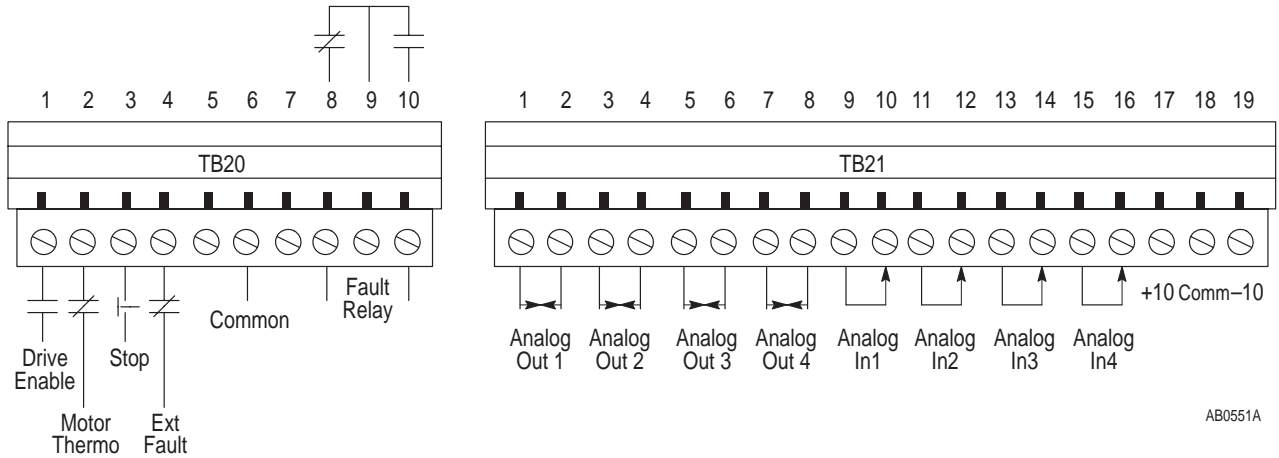 1 2 3 4 5 6 7 8 9 10
TB20
Drive
Enable
Motor
Thermo
Stop
Ext
Fault
Common
Fault
Relay
1 2 3 4 5 6 7 8 9 10 11 12 13 14 15 16 17 18 19
TB21
Analog
Out 1
Analog
Out 2
Analog
Out 3
Analog
Out 4
Analog
In1
Analog
In2
Analog
In3
Analog
In4
+10 Comm–10
AB0551A